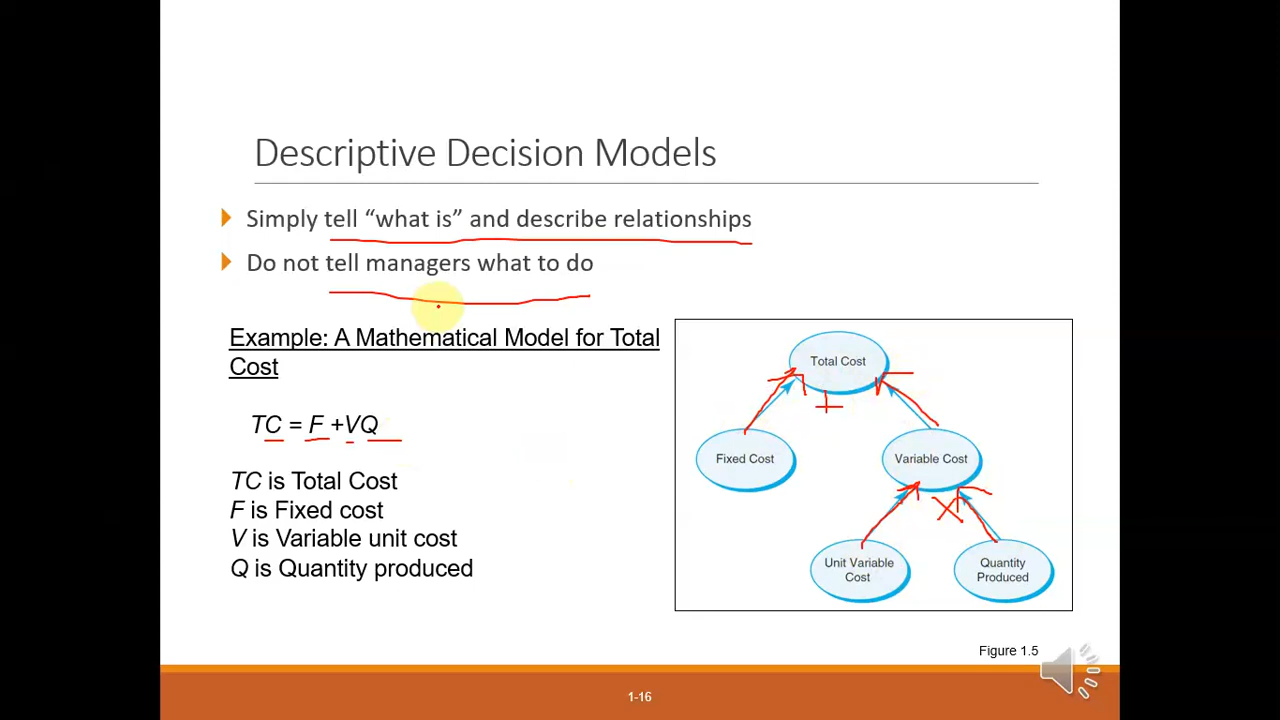 Descriptive Decision Models
Simply tell “what is” and describe relationships
Do not tell managers what to do
Example: A Mathematical Model for Total
Cost
TC = F +VQ
TC is Total Cost
F is Fixed cost
V is Variable unit cost
Q is Quantity produced
Total Cost
+
Fixed Cost
Variable Cost
×
Unit Variable
Cost
Quantity
Produced
Figure 1.5
1-16